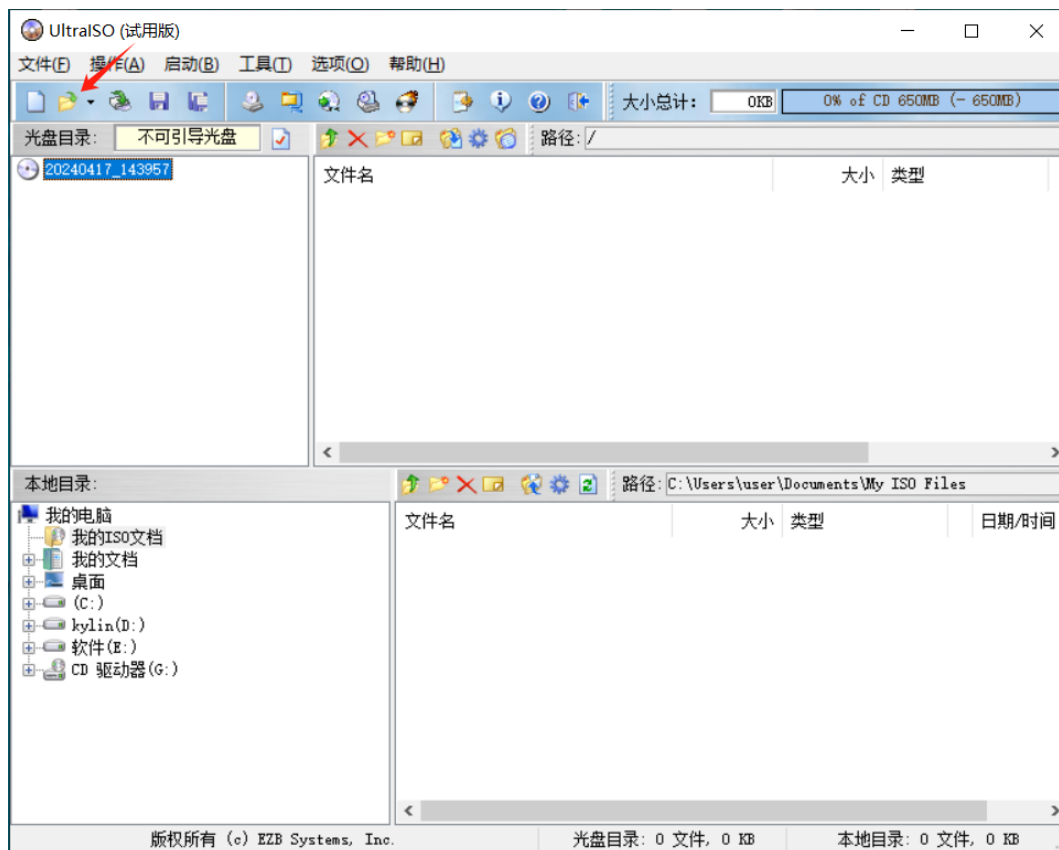 UltraISO (试用版)
文件(F) 操作(A) 启动(B) 工具(T) 选项(O) 帮助(H)
大小总计: 0KB 0% of CD 650MB (- 650MB)
光盘目录: 不可引导光盘 路径: /
20240417_143957
文件名 大小 类型
本地目录: 路径: C:\Users\user\Documents\My ISO Files
我的电脑
我的ISO文档
我的文档
桌面
(C:)
kylin(D:)
软件(E:)
CD 驱动器(G:)
文件名 大小 类型 日期/时间
版权所有 (c) EZB Systems, Inc. 光盘目录: 0 文件, 0 KB 本地目录: 0 文件, 0 KB